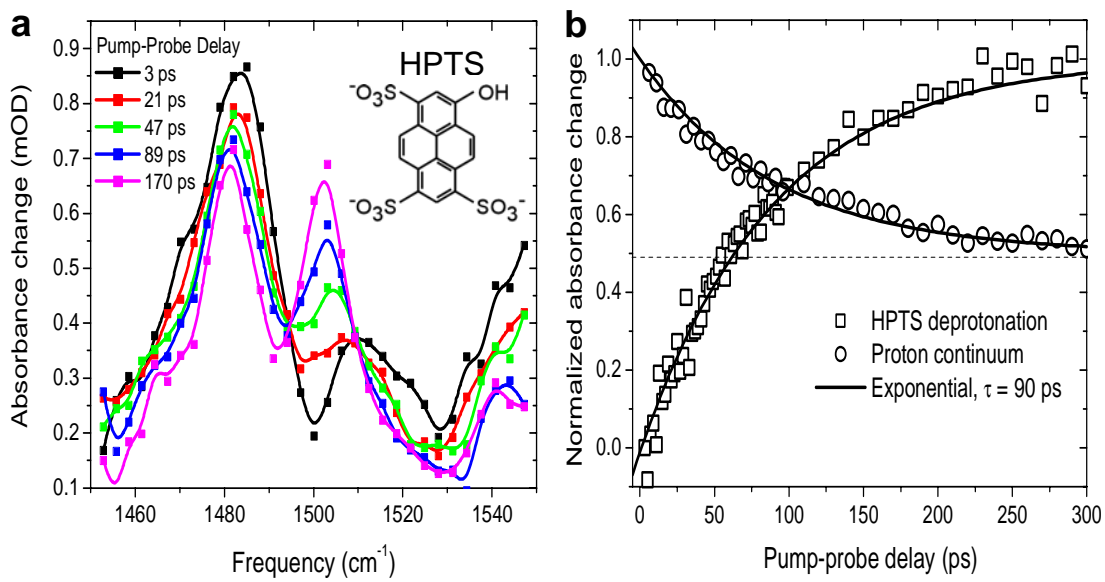 a
Absorbance change (mOD)
0.9
0.8
0.7
0.6
0.5
0.4
0.3
0.2
0.1
Pump-Probe Delay
3 ps
21 ps
47 ps
89 ps
170 ps
HPTS
⁻O₃S
OH
⁻O₃S
SO₃⁻
1460 1480 1500 1520 1540
Frequency (cm⁻¹)
b
Normalized absorbance change
1.0
0.8
0.6
0.4
0.2
0.0
HPTS deprotonation
Proton continuum
Exponential, τ = 90 ps
0 50 100 150 200 250 300
Pump-probe delay (ps)